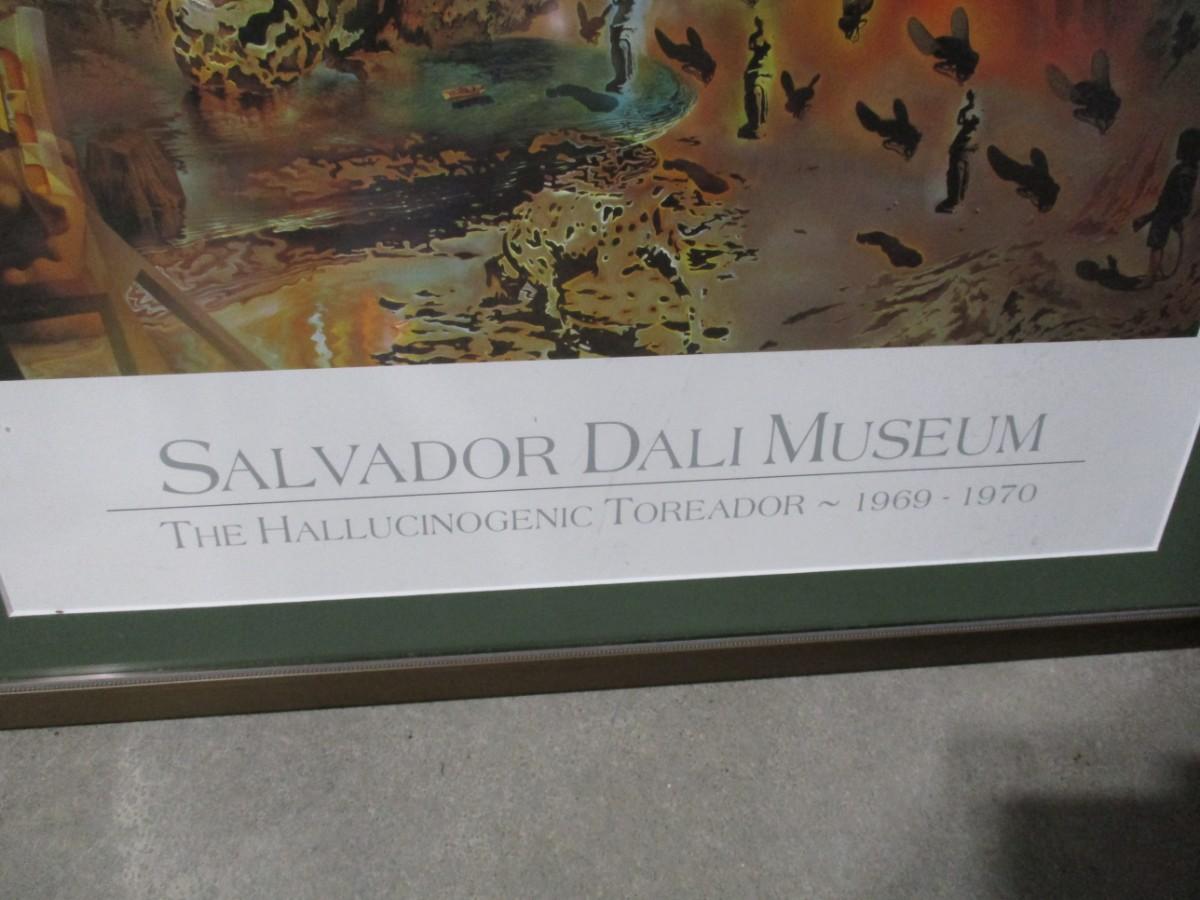 SALVADOR DALI MUSEUM
THE HALLUCINOGENIC TOREADOR ~ 1969 - 1970